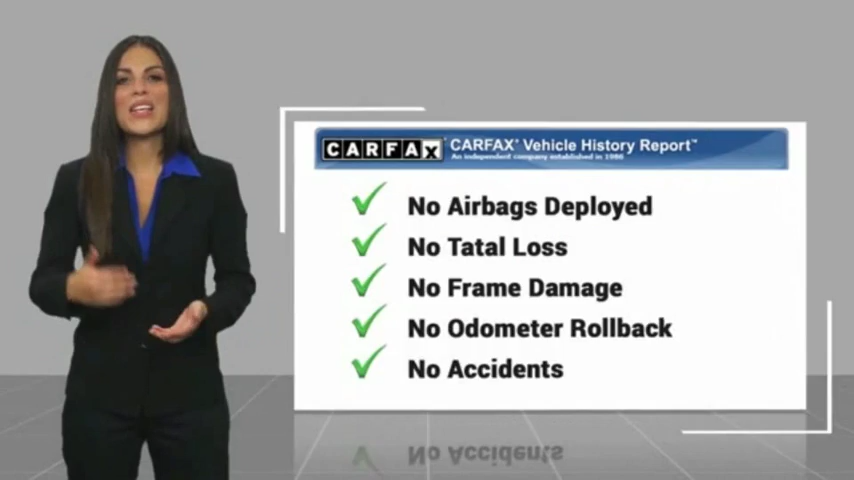 CARFAX CARFAX® Vehicle History Report™
An independent company established in 1986
No Airbags Deployed
No Tatal Loss
No Frame Damage
No Odometer Rollback
No Accidents
No Accidents